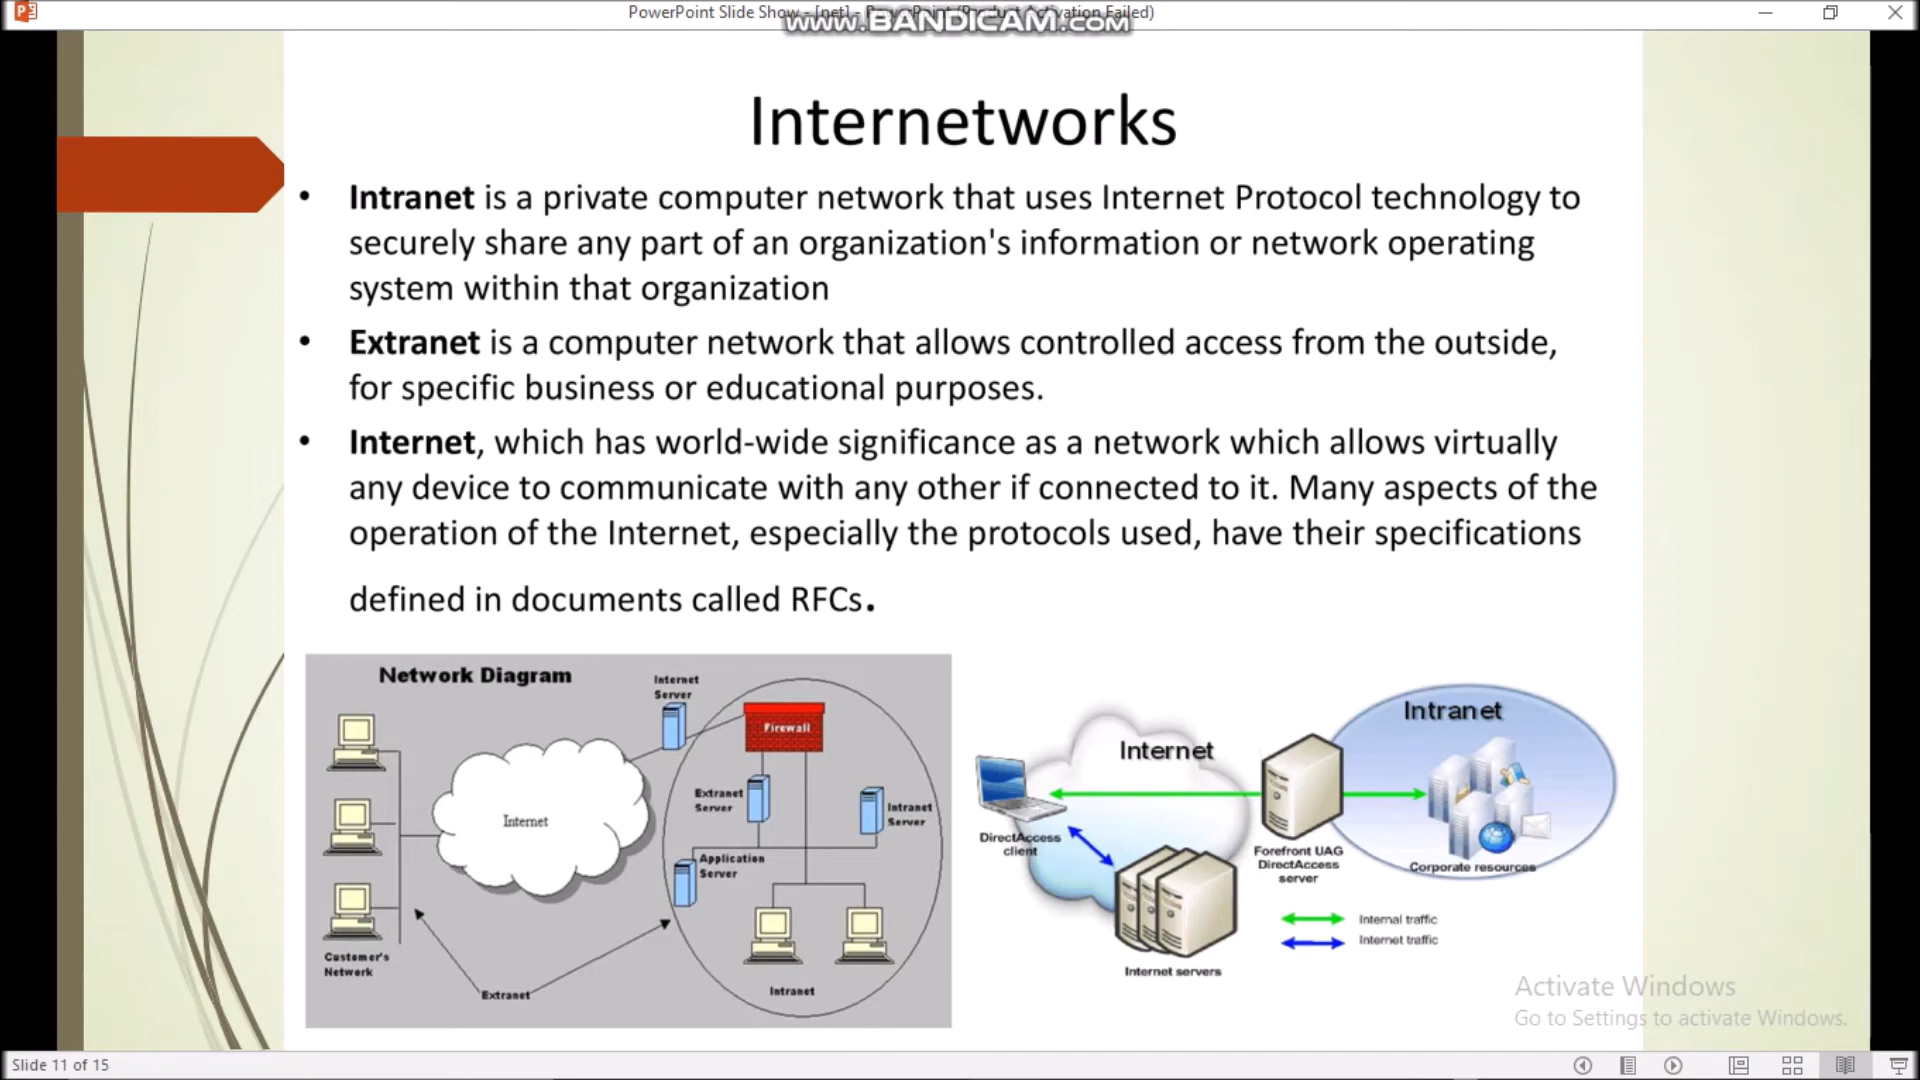 PowerPoint Slide Show - [net] - PowerPoint (Product Activation Failed)
www.BANDICAM.com
Internetworks
• Intranet is a private computer network that uses Internet Protocol technology to
securely share any part of an organization's information or network operating
system within that organization
• Extranet is a computer network that allows controlled access from the outside,
for specific business or educational purposes.
• Internet, which has world-wide significance as a network which allows virtually
any device to communicate with any other if connected to it. Many aspects of the
operation of the Internet, especially the protocols used, have their specifications
defined in documents called RFCs.
Network Diagram
Internet
Server
Firewall
Extranet
Server
Intranet
Server
Internet
Application
Server
Customer's
Network
Extranet
Intranet
Intranet
Internet
DirectAccess
client
Forefront UAG
DirectAccess
server
Corporate resources
Internal traffic
Internet traffic
Internet servers
Activate Windows
Go to Settings to activate Windows.
Slide 11 of 15